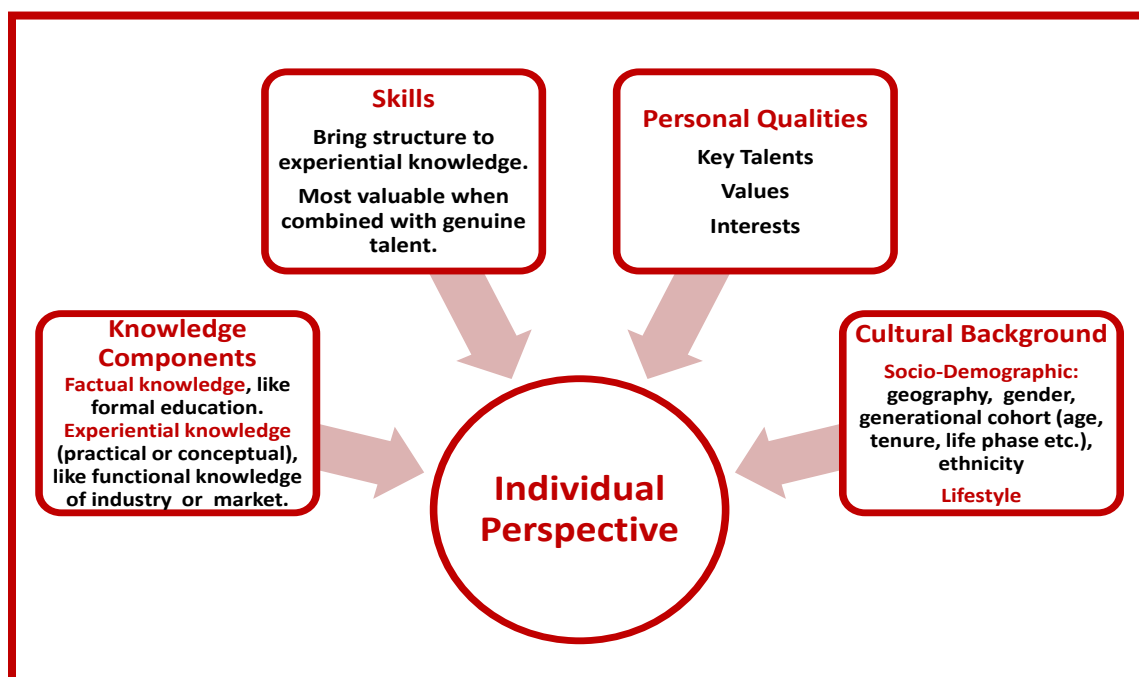 Skills
Bring structure to
experiential knowledge.
Most valuable when
combined with genuine
talent.
Personal Qualities
Key Talents
Values
Interests
Knowledge
Components
Factual knowledge, like
formal education.
Experiential knowledge
(practical or conceptual),
like functional knowledge
of industry or market.
Cultural Background
Socio-Demographic:
geography, gender,
generational cohort (age,
tenure, life phase etc.),
ethnicity
Lifestyle
Individual
Perspective